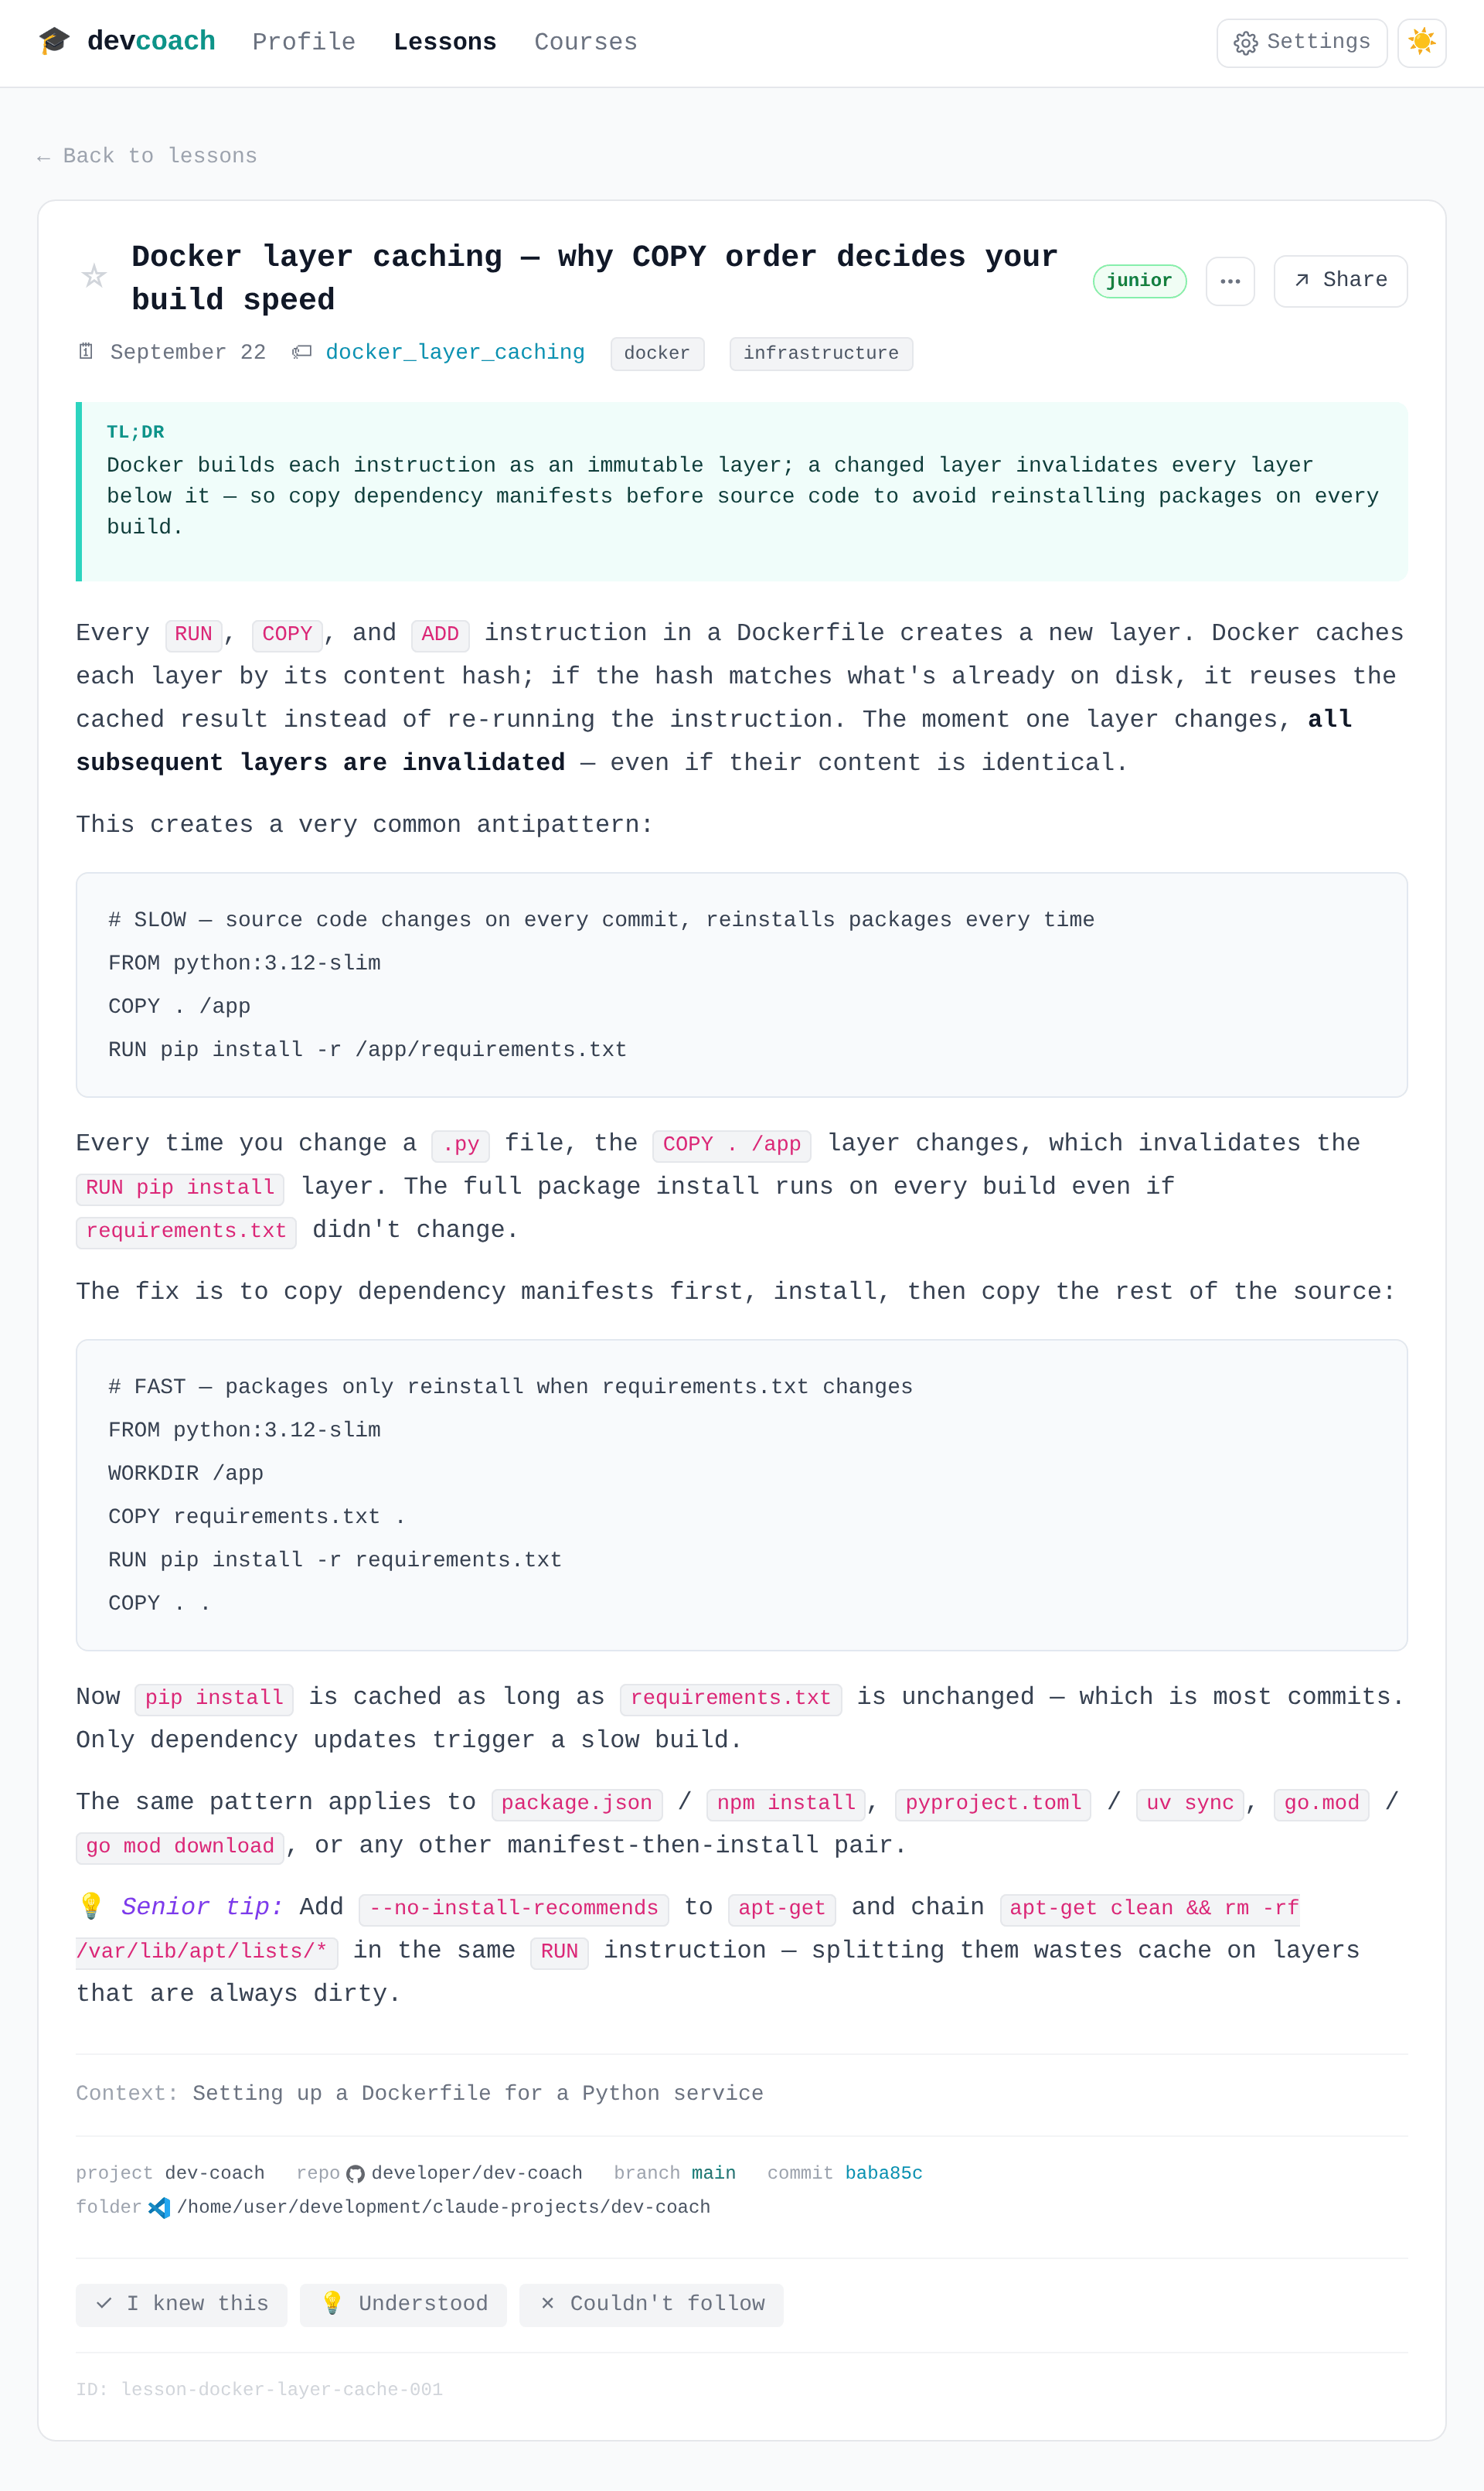 devcoach Profile Lessons Courses Settings
← Back to lessons
Docker layer caching — why COPY order decides your
build speed
junior ... Share
September 22 docker_layer_caching docker infrastructure
TL;DR
Docker builds each instruction as an immutable layer; a changed layer invalidates every layer
below it — so copy dependency manifests before source code to avoid reinstalling packages on every
build.
Every RUN, COPY, and ADD instruction in a Dockerfile creates a new layer. Docker caches
each layer by its content hash; if the hash matches what's already on disk, it reuses the
cached result instead of re-running the instruction. The moment one layer changes, all
subsequent layers are invalidated — even if their content is identical.
This creates a very common antipattern:
# SLOW — source code changes on every commit, reinstalls packages every time
FROM python:3.12-slim
COPY . /app
RUN pip install -r /app/requirements.txt
Every time you change a .py file, the COPY . /app layer changes, which invalidates the
RUN pip install layer. The full package install runs on every build even if
requirements.txt didn't change.
The fix is to copy dependency manifests first, install, then copy the rest of the source:
# FAST — packages only reinstall when requirements.txt changes
FROM python:3.12-slim
WORKDIR /app
COPY requirements.txt .
RUN pip install -r requirements.txt
COPY . .
Now pip install is cached as long as requirements.txt is unchanged — which is most commits.
Only dependency updates trigger a slow build.
The same pattern applies to package.json / npm install, pyproject.toml / uv sync, go.mod /
go mod download, or any other manifest-then-install pair.
💡 Senior tip: Add --no-install-recommends to apt-get and chain apt-get clean && rm -rf
/var/lib/apt/lists/* in the same RUN instruction — splitting them wastes cache on layers
that are always dirty.
Context: Setting up a Dockerfile for a Python service
project dev-coach repo developer/dev-coach branch main commit baba85c
folder /home/user/development/claude-projects/dev-coach
✓ I knew this 💡 Understood ✕ Couldn't follow
ID: lesson-docker-layer-cache-001